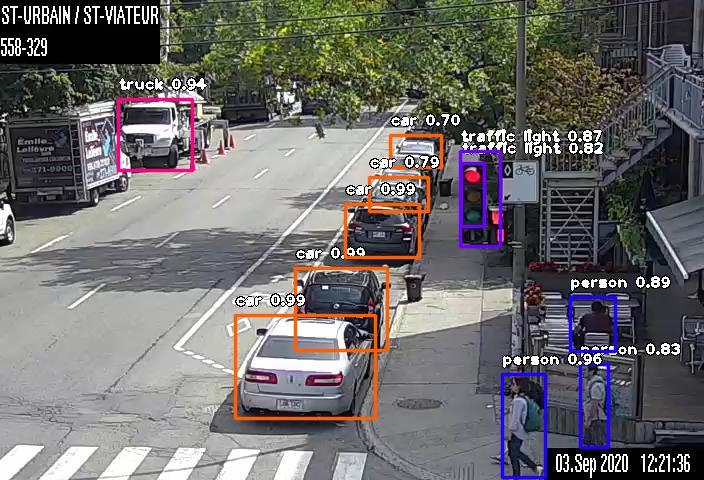 ST-URBAIN / ST-VIATEUR
558-329
truck 0.94
car 0.70
traffic light 0.87
traffic light 0.82
car 0.79
car 0.99
car 0.99
car 0.99
person 0.89
person 0.83
person 0.96
Emile
Lelièvre
03.Sep 2020 12:21:36